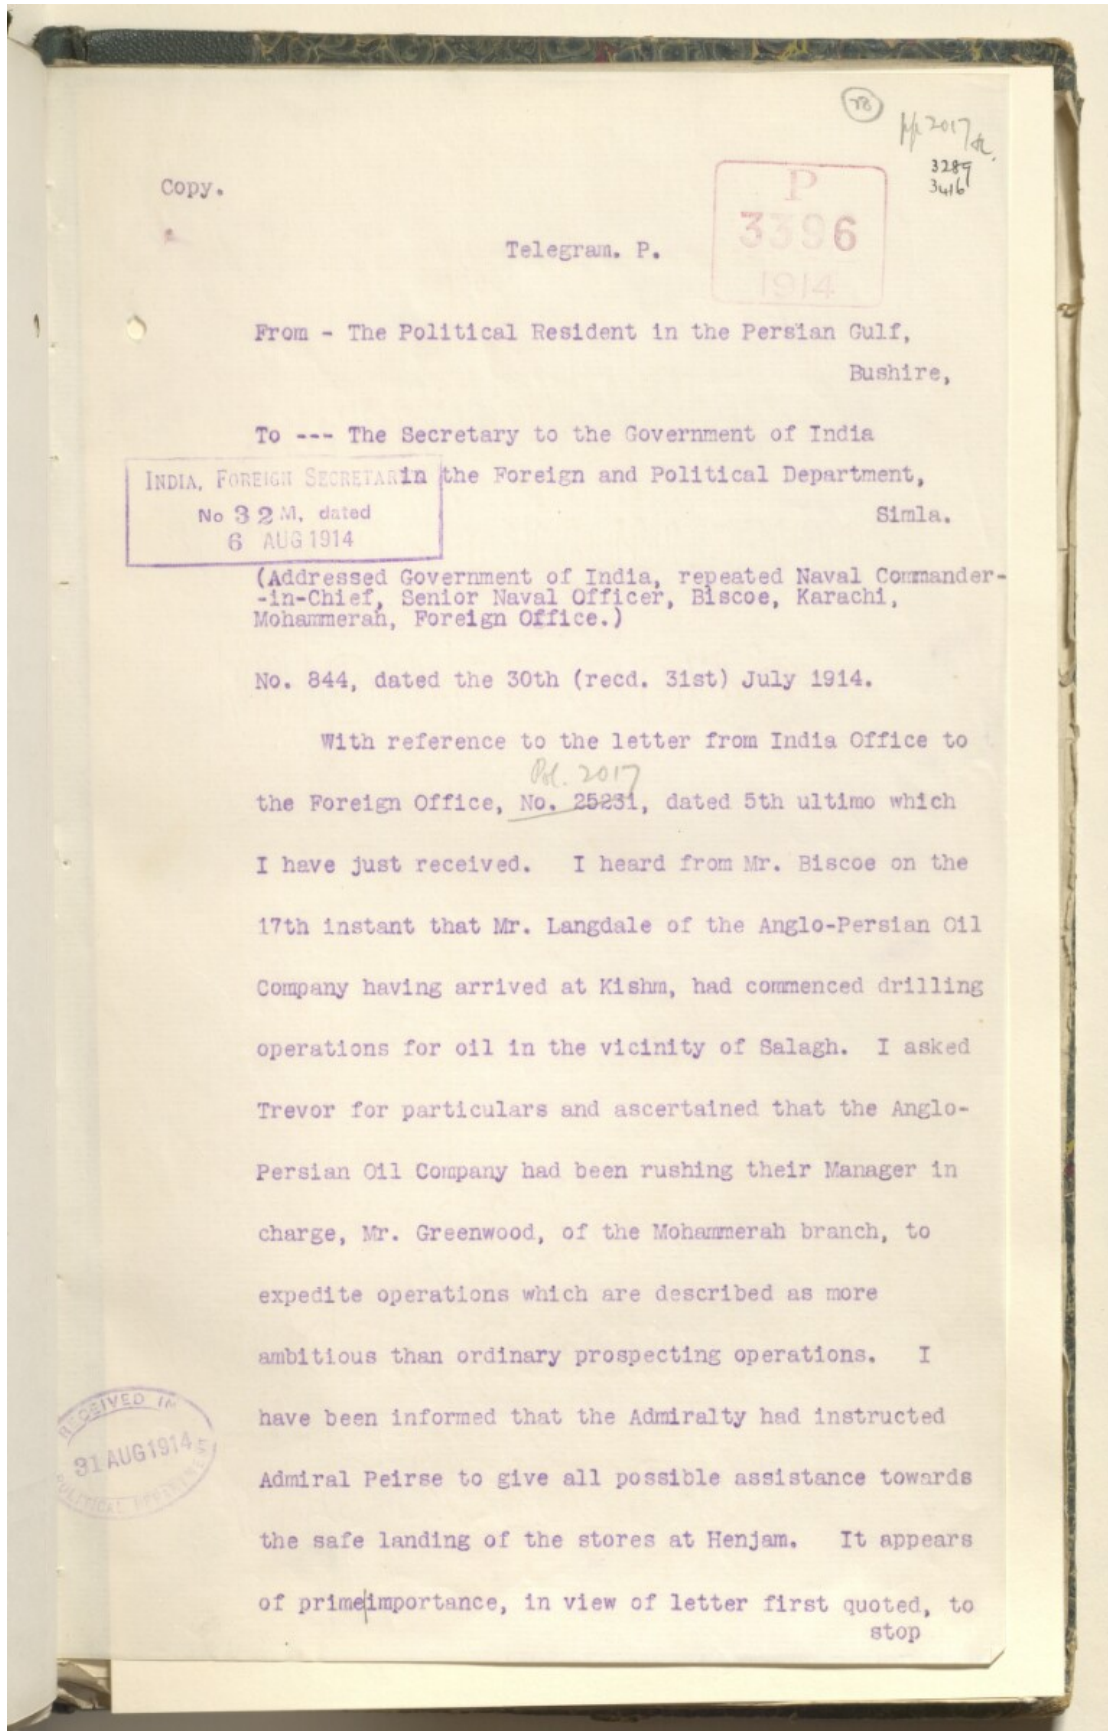 78
pp 2017
3289
3416
Copy.
P
3396
1914
Telegram. P.
From - The Political Resident in the Persian Gulf,
Bushire,
To --- The Secretary to the Government of India
in the Foreign and Political Department,
Simla.
INDIA, FOREIGN SECRETAR
No 32 M, dated
6 AUG 1914
(Addressed Government of India, repeated Naval Commander-
-in-Chief, Senior Naval Officer, Biscoe, Karachi,
Mohammerah, Foreign Office.)
No. 844, dated the 30th (recd. 31st) July 1914.
With reference to the letter from India Office to
Pol. 2017
the Foreign Office, No. 25231, dated 5th ultimo which
I have just received. I heard from Mr. Biscoe on the
17th instant that Mr. Langdale of the Anglo-Persian Oil
Company having arrived at Kishm, had commenced drilling
operations for oil in the vicinity of Salagh. I asked
Trevor for particulars and ascertained that the Anglo-
Persian Oil Company had been rushing their Manager in
charge, Mr. Greenwood, of the Mohammerah branch, to
expedite operations which are described as more
ambitious than ordinary prospecting operations. I
have been informed that the Admiralty had instructed
Admiral Peirse to give all possible assistance towards
the safe landing of the stores at Henjam. It appears
of prime importance, in view of letter first quoted, to
stop
RECEIVED IN
31 AUG 1914
POLITICAL DEPARTMENT